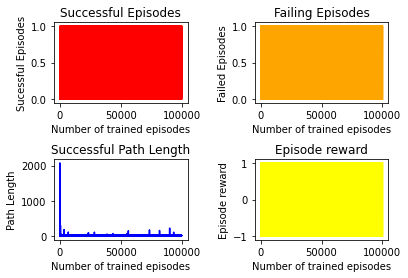 Successful Episodes
Sucessful Episodes
1.0
0.5
0.0
0
50000
100000
Number of trained episodes
Failing Episodes
Failed Episodes
1.0
0.5
0.0
0
50000
100000
Number of trained episodes
Successful Path Length
Path Length
2000
1000
0
0
50000
100000
Number of trained episodes
Episode reward
Episode reward
1
0
−1
0
50000
100000
Number of trained episodes